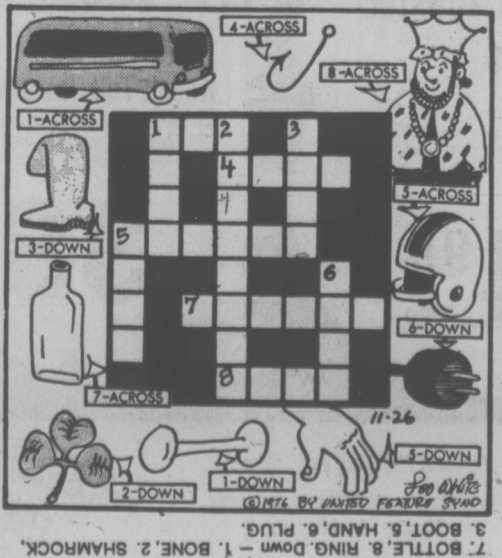 4-ACROSS
8-ACROSS
1-ACROSS
1 2 3
4
4
5-ACROSS
3-DOWN
5
6
7
6-DOWN
8
7-ACROSS
11-26
5-DOWN
1-DOWN
2-DOWN
© 1976 BY UNITED FEATURE SYND
7. BOTTLE, 8. RING. Down — 1. BONE, 2. SHAMROCK,
3. BOOT, 5. HAND, 6. PLUG.